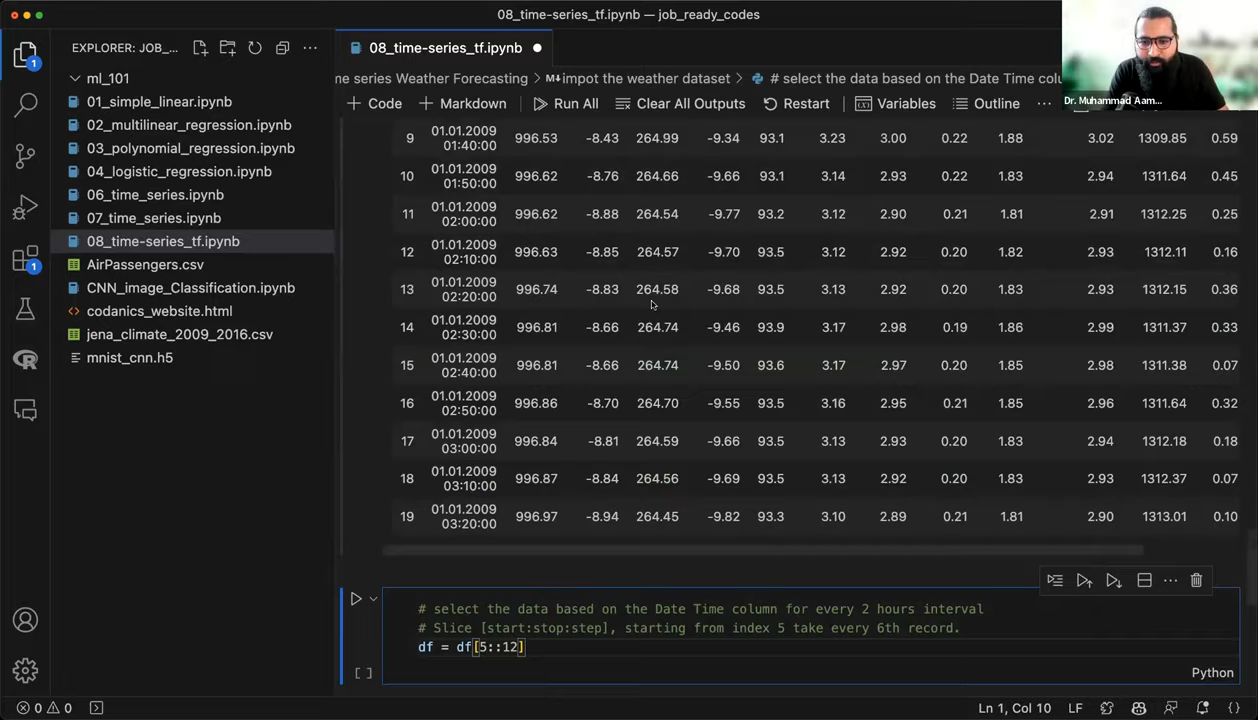 08_time-series_tf.ipynb — job_ready_codes
EXPLORER: JOB_...
08_time-series_tf.ipynb
Dr. Muhammad Aam...
me series Weather Forecasting > M↓impot the weather dataset > # select the data based on the Date Time colu
+ Code + Markdown Run All Clear All Outputs Restart Variables Outline ...
1
ml_101
01_simple_linear.ipynb
02_multilinear_regression.ipynb
03_polynomial_regression.ipynb
04_logistic_regression.ipynb
06_time_series.ipynb
07_time_series.ipynb
08_time-series_tf.ipynb
AirPassengers.csv
CNN_image_Classification.ipynb
codanics_website.html
jena_climate_2009_2016.csv
mnist_cnn.h5
1
9 01.01.2009 01:40:00 996.53 -8.43 264.99 -9.34 93.1 3.23 3.00 0.22 1.88 3.02 1309.85 0.59
10 01.01.2009 01:50:00 996.62 -8.76 264.66 -9.66 93.1 3.14 2.93 0.22 1.83 2.94 1311.64 0.45
11 01.01.2009 02:00:00 996.62 -8.88 264.54 -9.77 93.2 3.12 2.90 0.21 1.81 2.91 1312.25 0.25
12 01.01.2009 02:10:00 996.63 -8.85 264.57 -9.70 93.5 3.12 2.92 0.20 1.82 2.93 1312.11 0.16
13 01.01.2009 02:20:00 996.74 -8.83 264.58 -9.68 93.5 3.13 2.92 0.20 1.83 2.93 1312.15 0.36
14 01.01.2009 02:30:00 996.81 -8.66 264.74 -9.46 93.9 3.17 2.98 0.19 1.86 2.99 1311.37 0.33
15 01.01.2009 02:40:00 996.81 -8.66 264.74 -9.50 93.6 3.17 2.97 0.20 1.85 2.98 1311.38 0.07
16 01.01.2009 02:50:00 996.86 -8.70 264.70 -9.55 93.5 3.16 2.95 0.21 1.85 2.96 1311.64 0.32
17 01.01.2009 03:00:00 996.84 -8.81 264.59 -9.66 93.5 3.13 2.93 0.20 1.83 2.94 1312.18 0.18
18 01.01.2009 03:10:00 996.87 -8.84 264.56 -9.69 93.5 3.13 2.92 0.20 1.83 2.93 1312.37 0.07
19 01.01.2009 03:20:00 996.97 -8.94 264.45 -9.82 93.3 3.10 2.89 0.21 1.81 2.90 1313.01 0.10
# select the data based on the Date Time column for every 2 hours interval
# Slice [start:stop:step], starting from index 5 take every 6th record.
df = df[5::12]
[ ]
Python
0 0 Ln 1, Col 10 LF